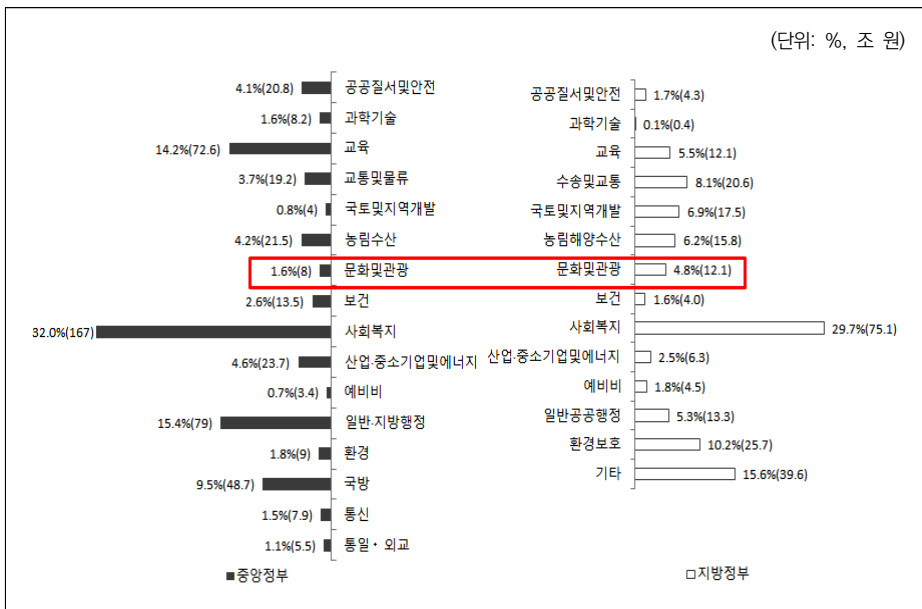 (단위: %, 조 원)
4.1%(20.8) 공공질서및안전
1.6%(8.2) 과학기술
14.2%(72.6) 교육
3.7%(19.2) 교통및물류
0.8%(4) 국토및지역개발
4.2%(21.5) 농림수산
1.6%(8) 문화및관광
2.6%(13.5) 보건
32.0%(167) 사회복지
4.6%(23.7) 산업·중소기업및에너지
0.7%(3.4) 예비비
15.4%(79) 일반·지방행정
1.8%(9) 환경
9.5%(48.7) 국방
1.5%(7.9) 통신
1.1%(5.5) 통일· 외교
■중앙정부
공공질서및안전 1.7%(4.3)
과학기술 0.1%(0.4)
교육 5.5%(12.1)
수송및교통 8.1%(20.6)
국토및지역개발 6.9%(17.5)
농림해양수산 6.2%(15.8)
문화및관광 4.8%(12.1)
보건 1.6%(4.0)
사회복지 29.7%(75.1)
산업·중소기업및에너지 2.5%(6.3)
예비비 1.8%(4.5)
일반공공행정 5.3%(13.3)
환경보호 10.2%(25.7)
기타 15.6%(39.6)
□지방정부